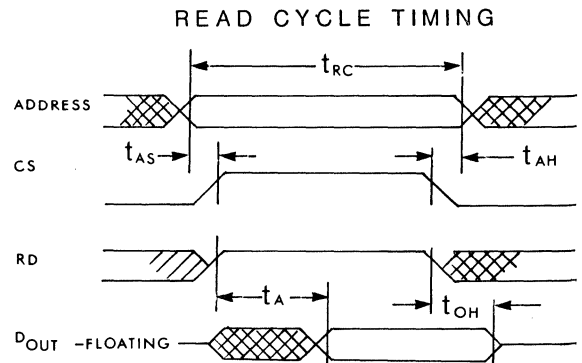 READ CYCLE TIMING
tRC
ADDRESS
tAS
tAH
CS
RD
tA
tOH
DOUT -FLOATING